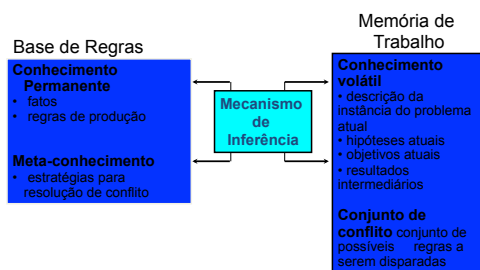 Base de Regras
Conhecimento
Permanente
• fatos
• regras de produção
Meta-conhecimento
• estratégias para
resolução de conflito
Mecanismo
de
Inferência
Memória de
Trabalho
Conhecimento
volátil
• descrição da
instância do problema
atual
• hipóteses atuais
• objetivos atuais
• resultados
intermediários
Conjunto de
conflito conjunto de
possíveis regras a
serem disparadas